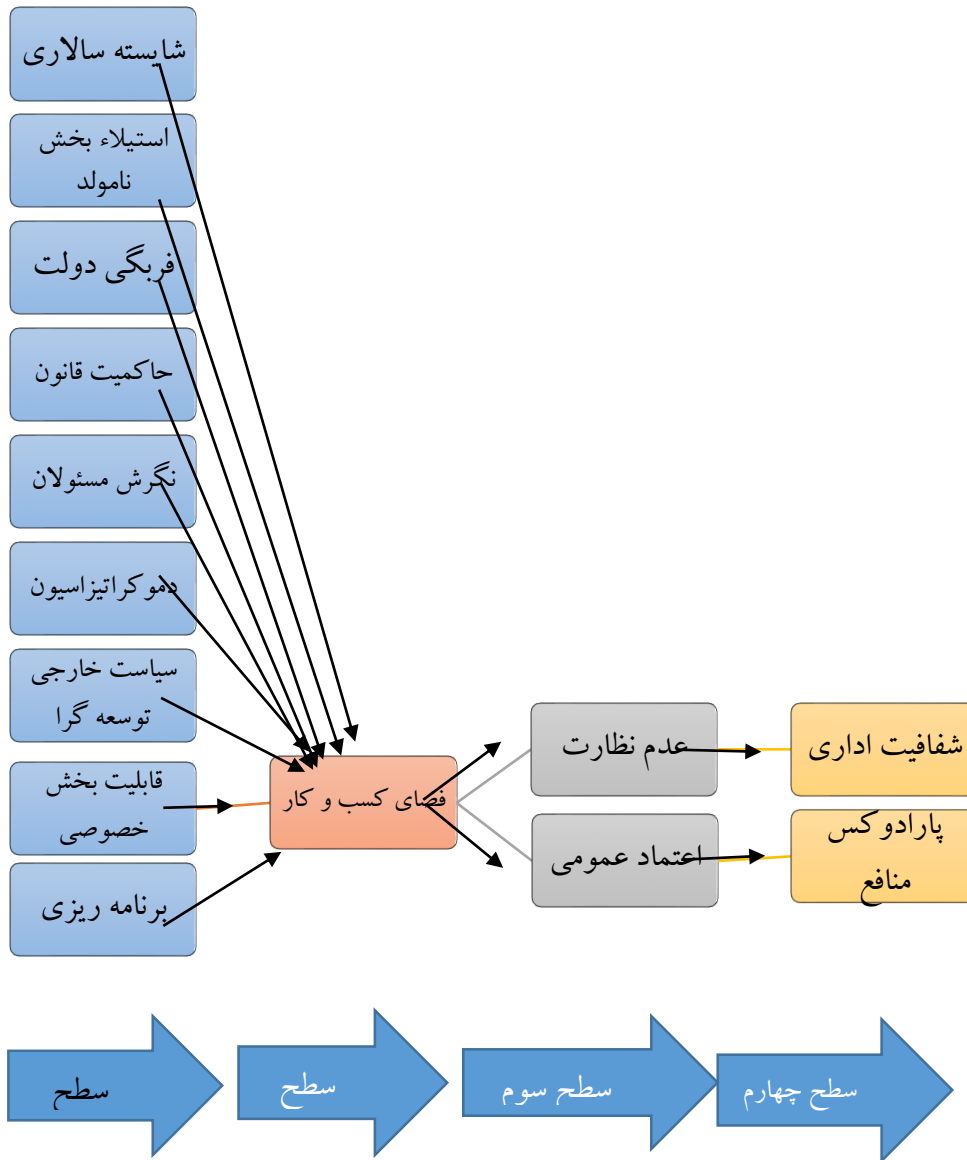 شایسته سالاری
استیلاء بخش
نامولد
فربگی دولت
حاکمیت قانون
نگرش مسئولان
دموکراتیزاسیون
سیاست خارجی
توسعه گرا
قابلیت بخش
خصوصی
برنامه ریزی
فضای کسب و کار
عدم نظارت
اعتماد عمومی
شفافیت اداری
پارادوکس
منافع
سطح
سطح
سطح سوم
سطح چهارم